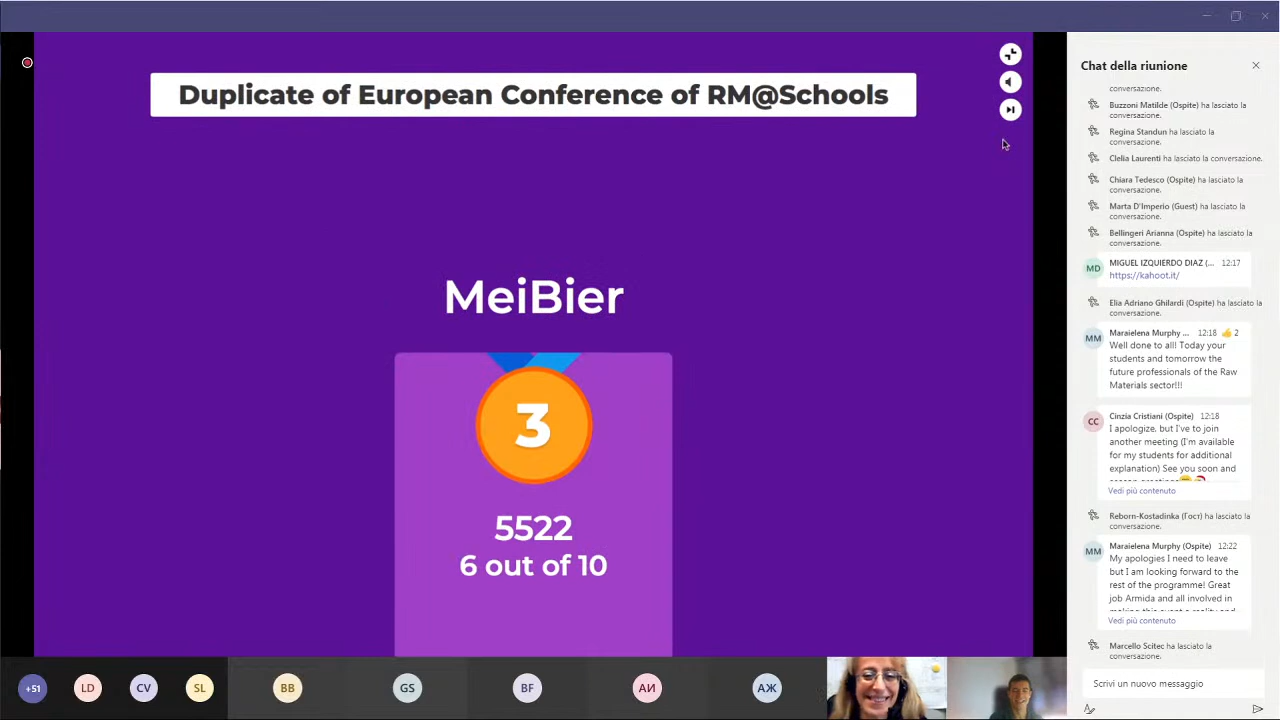 Duplicate of European Conference of RM@Schools
MeiBier
3
5522
6 out of 10
Chat della riunione
conversazione.
Buzzoni Matilde (Ospite) ha lasciato la
conversazione.
Regina Standun ha lasciato la
conversazione.
Clelia Laurenti ha lasciato la conversazione.
Chiara Tedesco (Ospite) ha lasciato la
conversazione.
Marta D'Imperio (Guest) ha lasciato la
conversazione.
Bellingeri Arianna (Ospite) ha lasciato la
conversazione.
MD
MIGUEL IZQUIERDO DIAZ (... 12:17
https://kahoot.it/
Elia Adriano Ghilardi (Ospite) ha lasciato la
conversazione.
MM
Maraielena Murphy ... 12:18 👍 2
Well done to all! Today your
students and tomorrow the
future professionals of the Raw
Materials sector!!!
CC
Cinzia Cristiani (Ospite) 12:18
I apologize, but I've to join
another meeting (I'm available
for my students for additional
explanation) See you soon and
season greetings
Vedi più contenuto
Reborn-Kostadinka (Гост) ha lasciato la
conversazione.
MM
Maraielena Murphy (Ospite) 12:22
My apologies I need to leave
but I am looking forward to the
rest of the programme! Great
job Armida and all involved in
making this event a reality and
Vedi più contenuto
Marcello Scitec ha lasciato la
conversazione.
Scrivi un nuovo messaggio
+51
LD
CV
SL
BB
GS
BF
АИ
АЖ